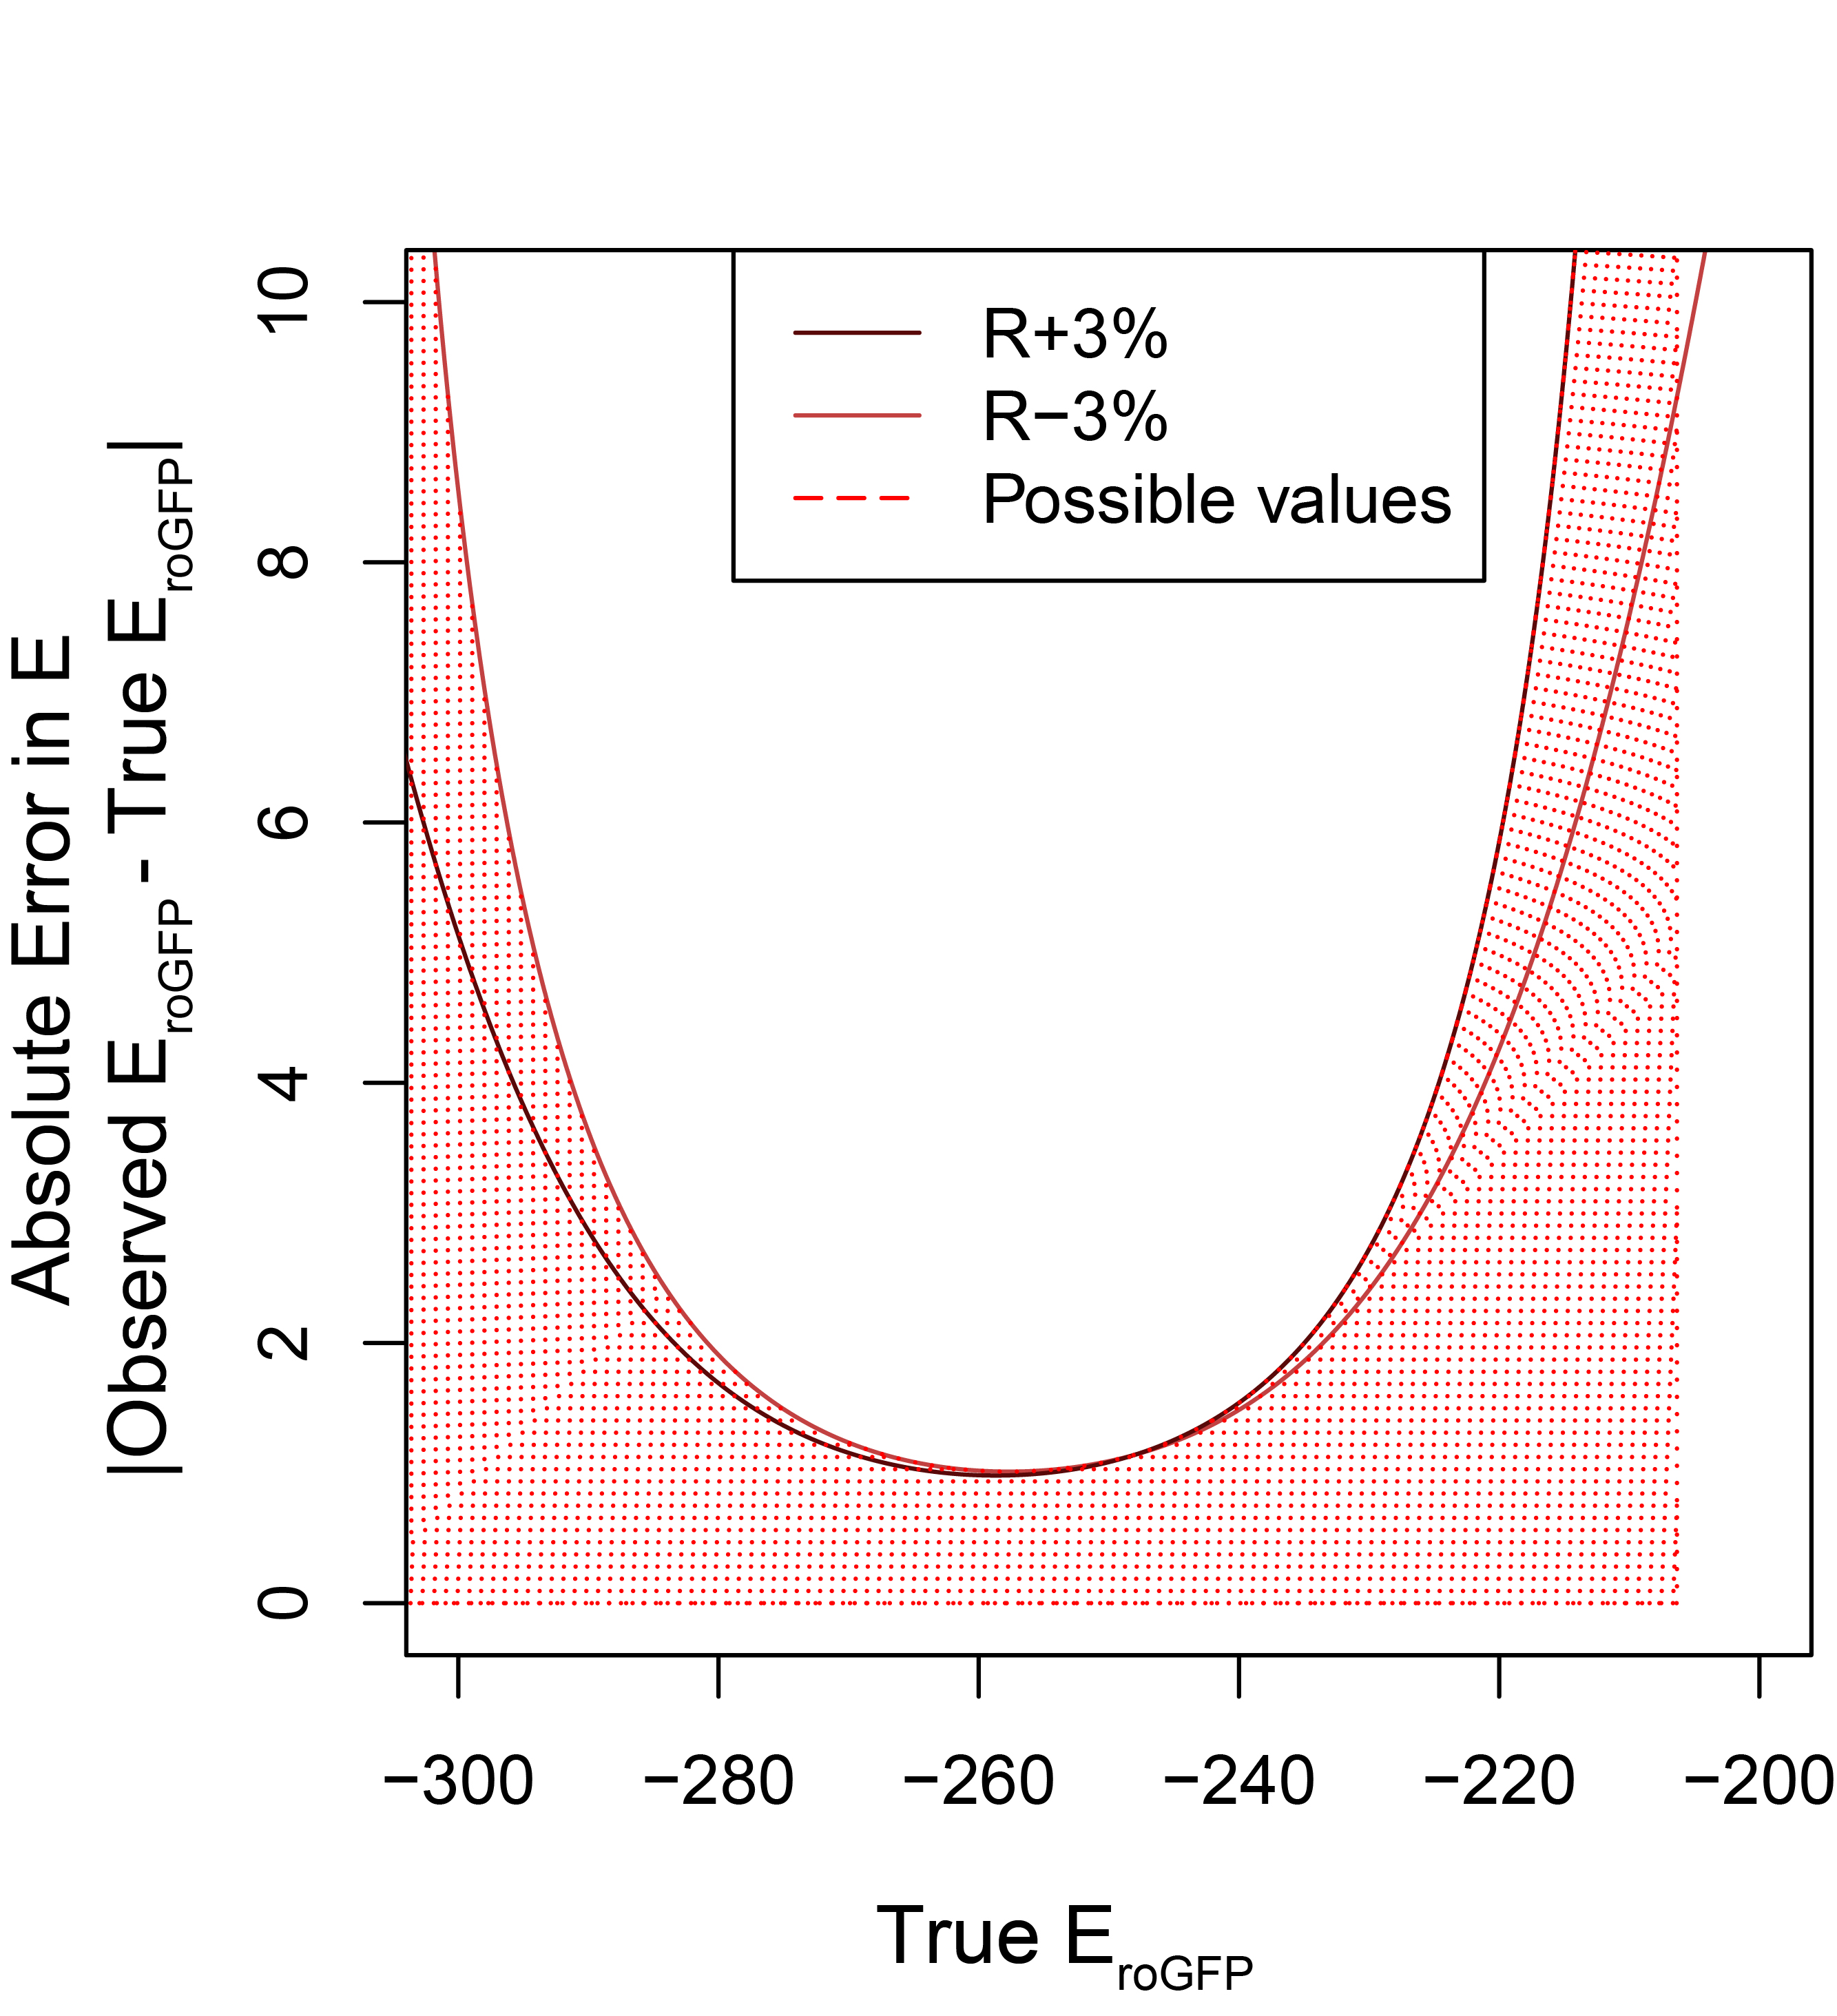 R+3%
R−3%
Possible values
Absolute Error in E
|Observed EroGFP - True EroGFP|
10
8
6
4
2
0
−300 −280 −260 −240 −220 −200
True EroGFP